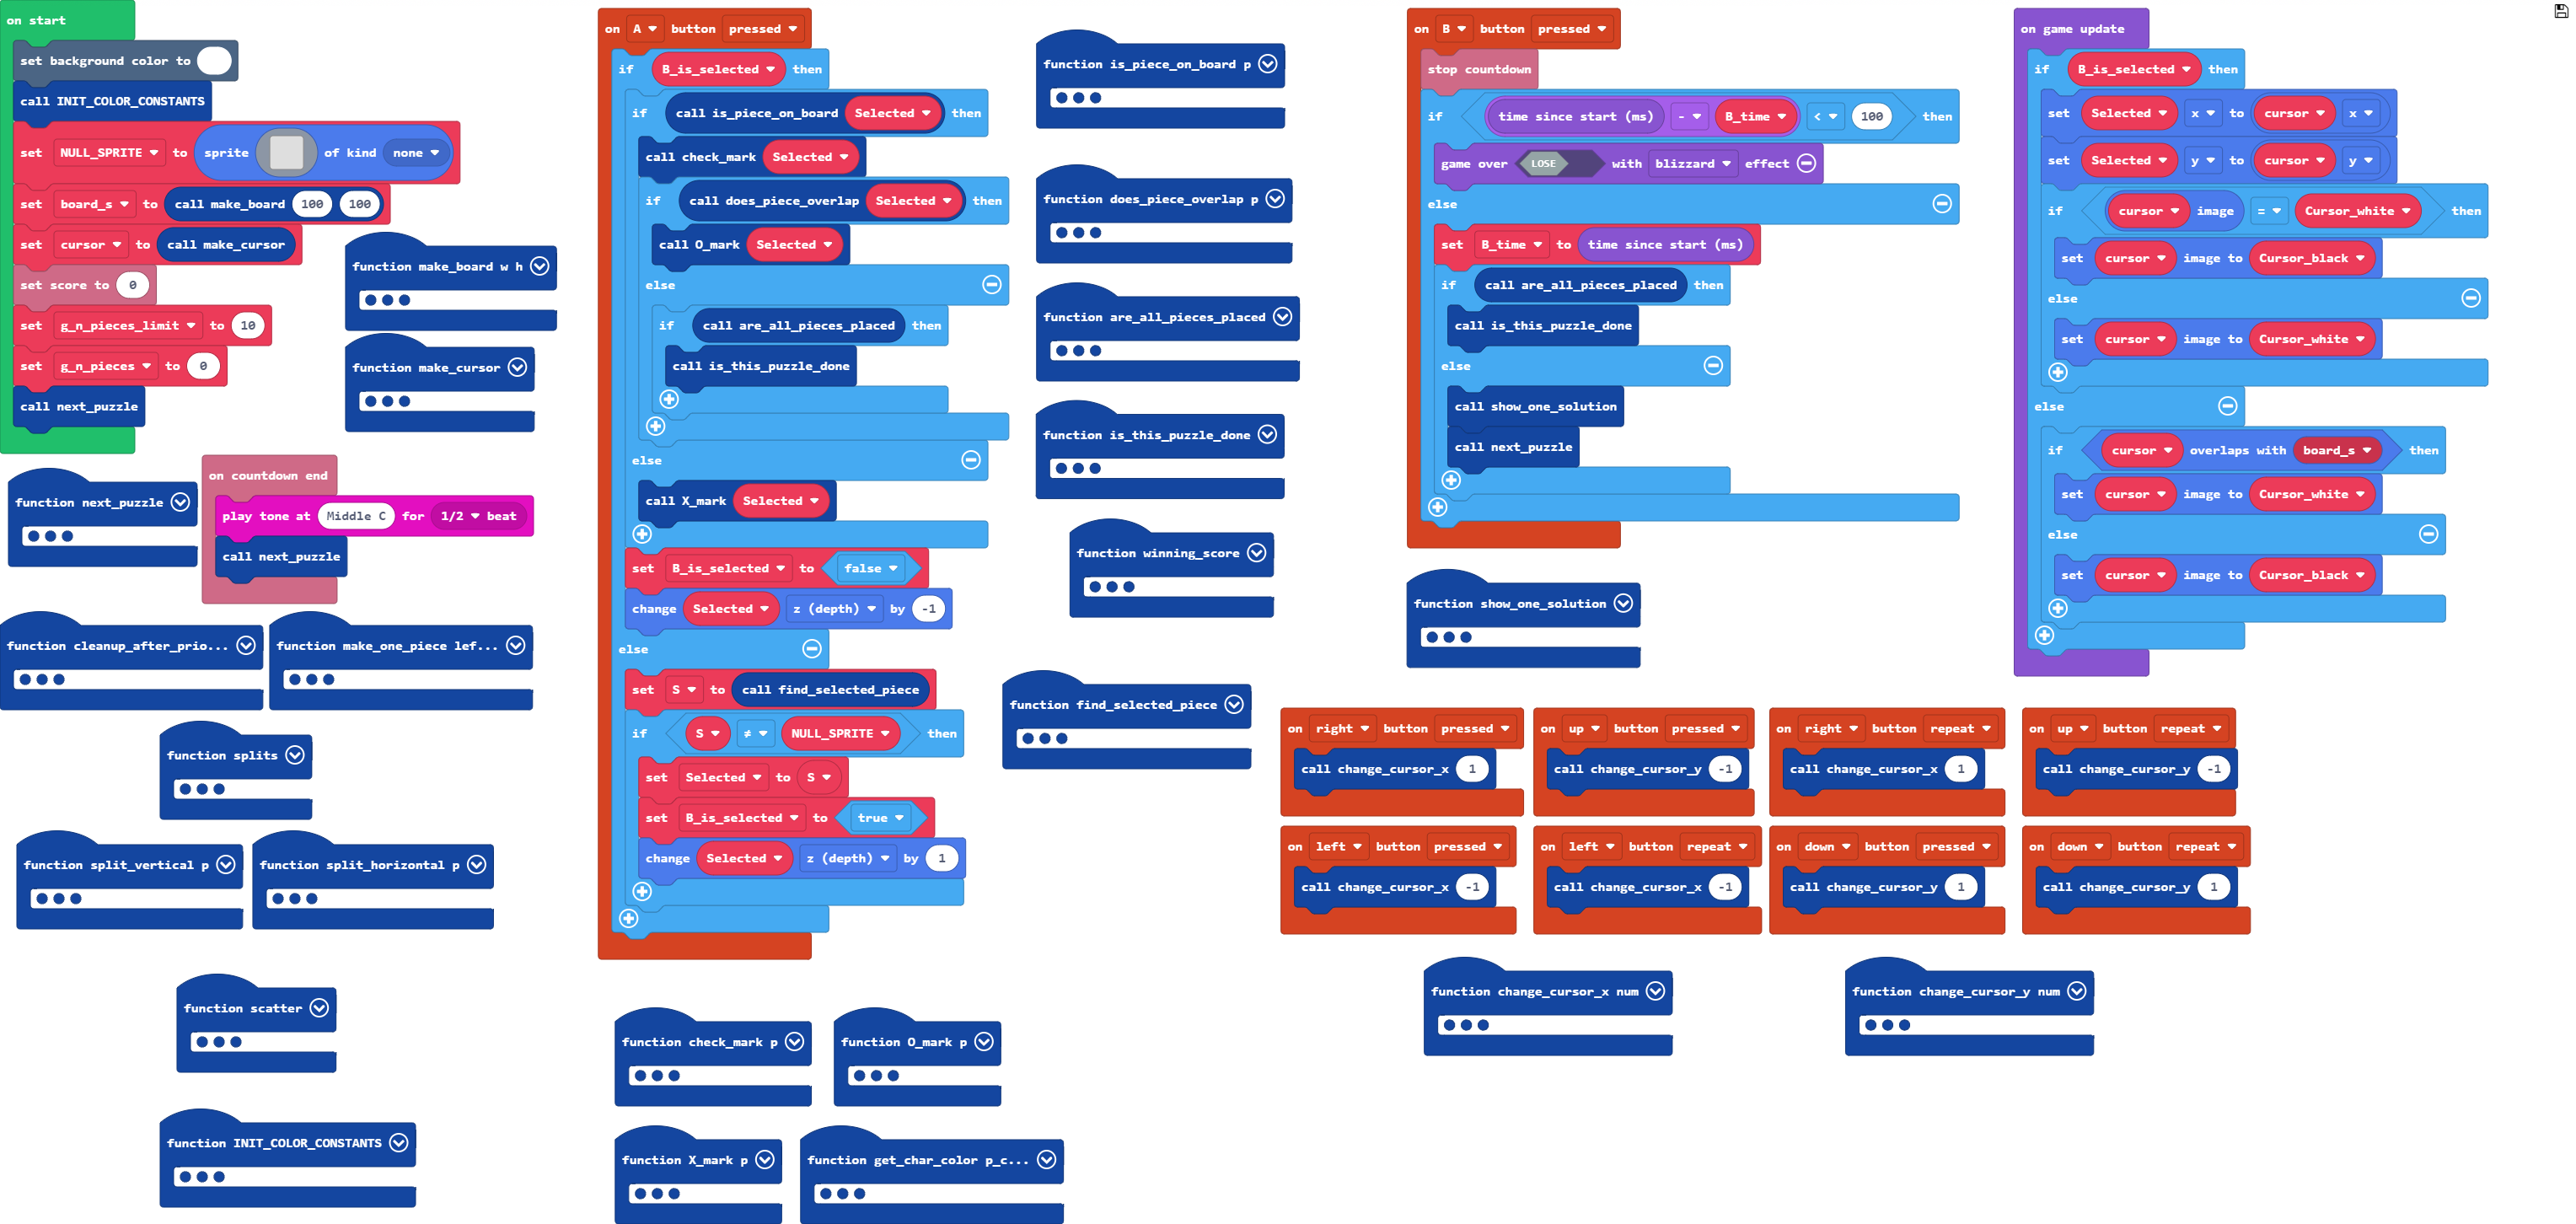 on start
set background color to
call INIT_COLOR_CONSTANTS
set NULL_SPRITE to sprite of kind none
set board_s to call make_board 100 100
set cursor to call make_cursor
set score to 0
set g_n_pieces_limit to 10
set g_n_pieces to 0
call next_puzzle
function make_board w h
function make_cursor
function next_puzzle
on countdown end
play tone at Middle C for 1/2 beat
call next_puzzle
function cleanup_after_prio...
function make_one_piece lef...
function splits
function split_vertical p
function split_horizontal p
function scatter
function INIT_COLOR_CONSTANTS
on A button pressed
if B_is_selected then
if call is_piece_on_board Selected then
call check_mark Selected
if call does_piece_overlap Selected then
call O_mark Selected
else
if call are_all_pieces_placed then
call is_this_puzzle_done
else
call X_mark Selected
set B_is_selected to false
change Selected z (depth) by -1
else
set S to call find_selected_piece
if S ≠ NULL_SPRITE then
set Selected to S
set B_is_selected to true
change Selected z (depth) by 1
function check_mark p
function O_mark p
function X_mark p
function get_char_color p_c...
function is_piece_on_board p
function does_piece_overlap p
function are_all_pieces_placed
function is_this_puzzle_done
function winning_score
function find_selected_piece
on B button pressed
stop countdown
if time since start (ms) - B_time < 100 then
game over LOSE with blizzard effect
else
set B_time to time since start (ms)
if call are_all_pieces_placed then
call is_this_puzzle_done
else
call show_one_solution
call next_puzzle
function show_one_solution
on game update
if B_is_selected then
set Selected x to cursor x
set Selected y to cursor y
if cursor image = Cursor_white then
set cursor image to Cursor_black
else
set cursor image to Cursor_white
else
if cursor overlaps with board_s then
set cursor image to Cursor_white
else
set cursor image to Cursor_black
on right button pressed
call change_cursor_x 1
on up button pressed
call change_cursor_y -1
on right button repeat
call change_cursor_x 1
on up button repeat
call change_cursor_y -1
on left button pressed
call change_cursor_x -1
on left button repeat
call change_cursor_x -1
on down button pressed
call change_cursor_y 1
on down button repeat
call change_cursor_y 1
function change_cursor_x num
function change_cursor_y num